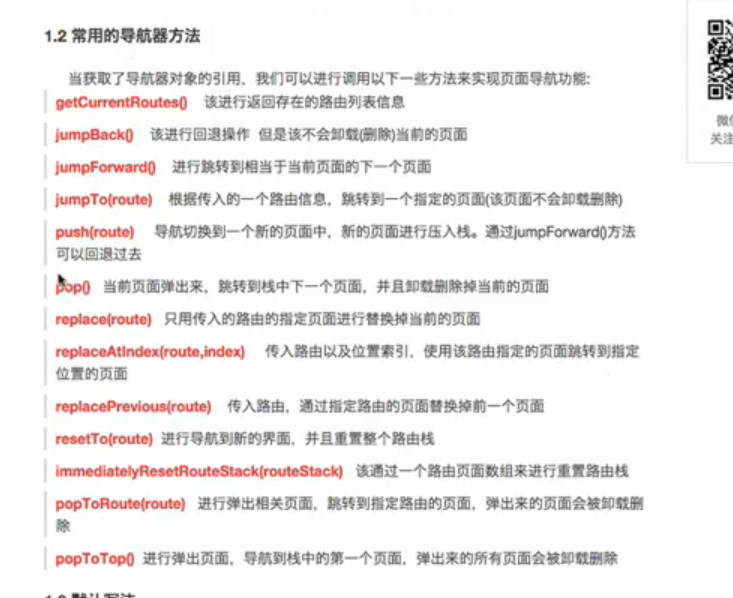 1.2 常用的导航器方法
当获取了导航器对象的引用，我们可以进行调用以下一些方法来实现页面导航功能:
getCurrentRoutes() 该进行返回存在的路由列表信息
jumpBack() 该进行回退操作 但是该不会卸载(删除)当前的页面
jumpForward() 进行跳转到相当于当前页面的下一个页面
jumpTo(route) 根据传入的一个路由信息，跳转到一个指定的页面(该页面不会卸载删除)
push(route) 导航切换到一个新的页面中，新的页面进行压入栈。通过jumpForward()方法
可以回退过去
pop() 当前页面弹出来，跳转到栈中下一个页面，并且卸载删除掉当前的页面
replace(route) 只用传入的路由的指定页面进行替换掉当前的页面
replaceAtIndex(route,index) 传入路由以及位置索引，使用该路由指定的页面跳转到指定
位置的页面
replacePrevious(route) 传入路由，通过指定路由的页面替换掉前一个页面
resetTo(route) 进行导航到新的界面，并且重置整个路由栈
immediatelyResetRouteStack(routeStack) 该通过一个路由页面数组来进行重置路由栈
popToRoute(route) 进行弹出相关页面，跳转到指定路由的页面，弹出来的页面会被卸载删
除
popToTop() 进行弹出页面，导航到栈中的第一个页面，弹出来的所有页面会被卸载删除
关注